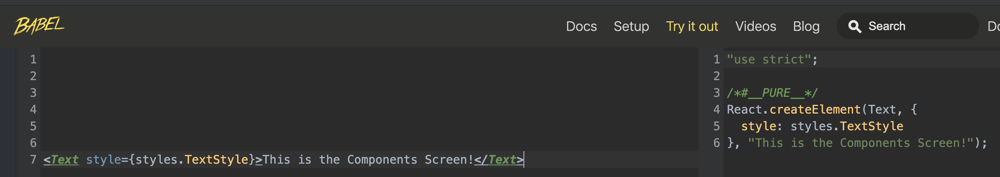 BABEL
Docs Setup Try it out Videos Blog Search Do
1
2
3
4
5
6
7 <Text style={styles.TextStyle}>This is the Components Screen!</Text>
1 "use strict";
2
3 /*#__PURE__*/
4 React.createElement(Text, {
5   style: styles.TextStyle
6 }, "This is the Components Screen!");